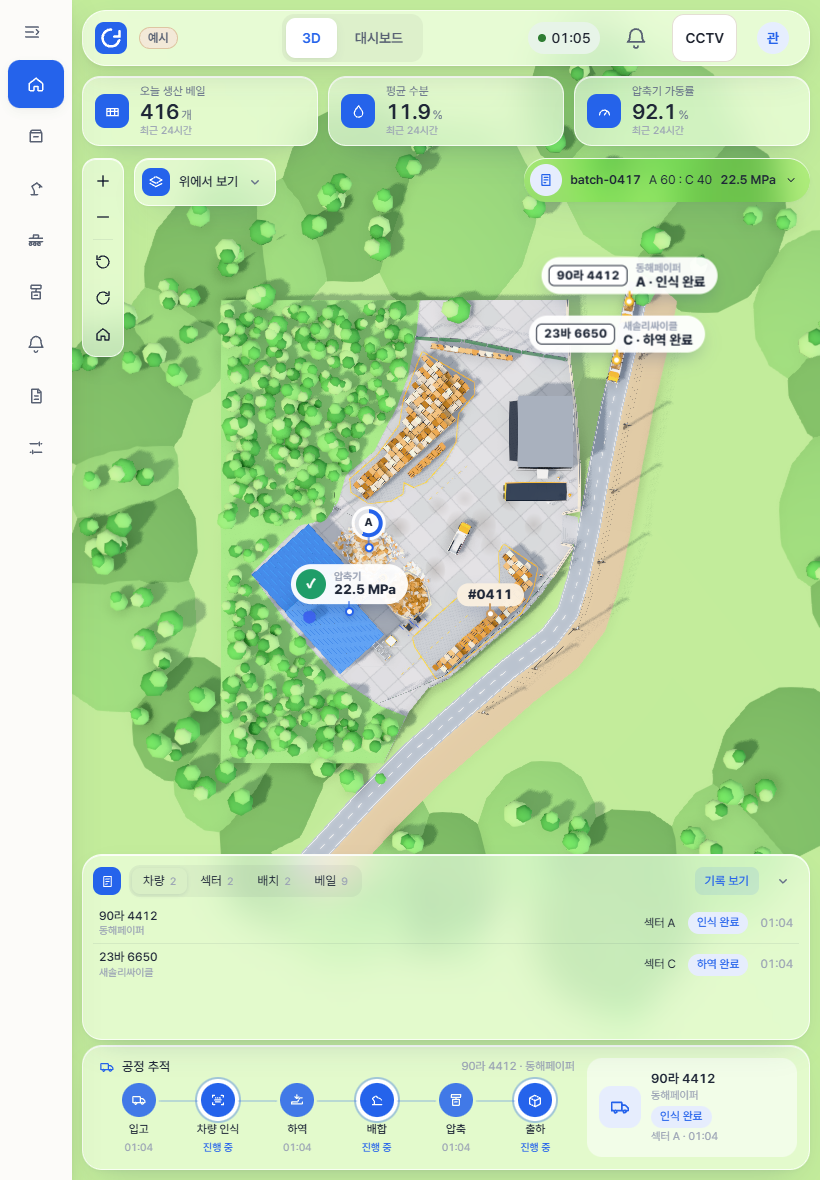 예시
3D
대시보드
01:05
CCTV
관
오늘 생산 베일
416개
최근 24시간
평균 수분
11.9%
최근 24시간
압축기 가동률
92.1%
최근 24시간
위에서 보기
batch-0417 A 60 : C 40 22.5 MPa
90라 4412
동해페이퍼
A · 인식 완료
23바 6650
새솔리싸이클
C · 하역 완료
A
압축기
22.5 MPa
#0411
차량 2
섹터 2
배치 2
베일 9
기록 보기
90라 4412
동해페이퍼
섹터 A
인식 완료
01:04
23바 6650
새솔리싸이클
섹터 C
하역 완료
01:04
공정 추적
90라 4412 · 동해페이퍼
입고
01:04
차량 인식
진행 중
하역
01:04
배합
진행 중
압축
01:04
출하
진행 중
90라 4412
동해페이퍼
인식 완료
섹터 A · 01:04